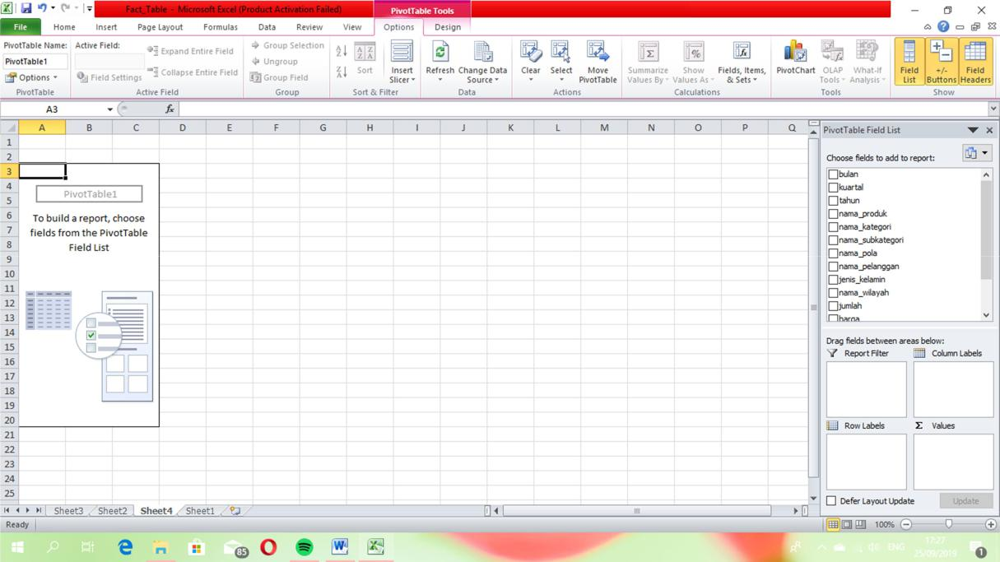 Fact_Table - Microsoft Excel (Product Activation Failed)
PivotTable Tools
File Home Insert Page Layout Formulas Data Review View Options Design
PivotTable Name:
PivotTable1
Options
PivotTable
Active Field:
Field Settings
Expand Entire Field
Collapse Entire Field
Active Field
Group Selection
Ungroup
Group Field
Group
Sort
Insert
Slicer
Sort & Filter
Refresh
Change Data
Source
Data
Clear
Select
Move
PivotTable
Actions
Summarize
Values By
Show
Values As
Fields, Items,
& Sets
Calculations
PivotChart
OLAP
Tools
What-If
Analysis
Tools
Field
List
+/-
Buttons
Field
Headers
Show
A3
fx
A B C D E F G H I J K L M N O P Q
1
2
3
4
5
6
7
8
9
10
11
12
13
14
15
16
17
18
19
20
21
22
23
24
25
PivotTable1
To build a report, choose
fields from the PivotTable
Field List
PivotTable Field List
Choose fields to add to report:
bulan
kuartal
tahun
nama_produk
nama_kategori
nama_subkategori
nama_pola
nama_pelanggan
jenis_kelamin
nama_wilayah
jumlah
harga
Drag fields between areas below:
Report Filter
Column Labels
Row Labels
Σ Values
Defer Layout Update
Update
Sheet3 Sheet2 Sheet4 Sheet1
Ready
100%
85
ENG
17:27
25/09/2019
1